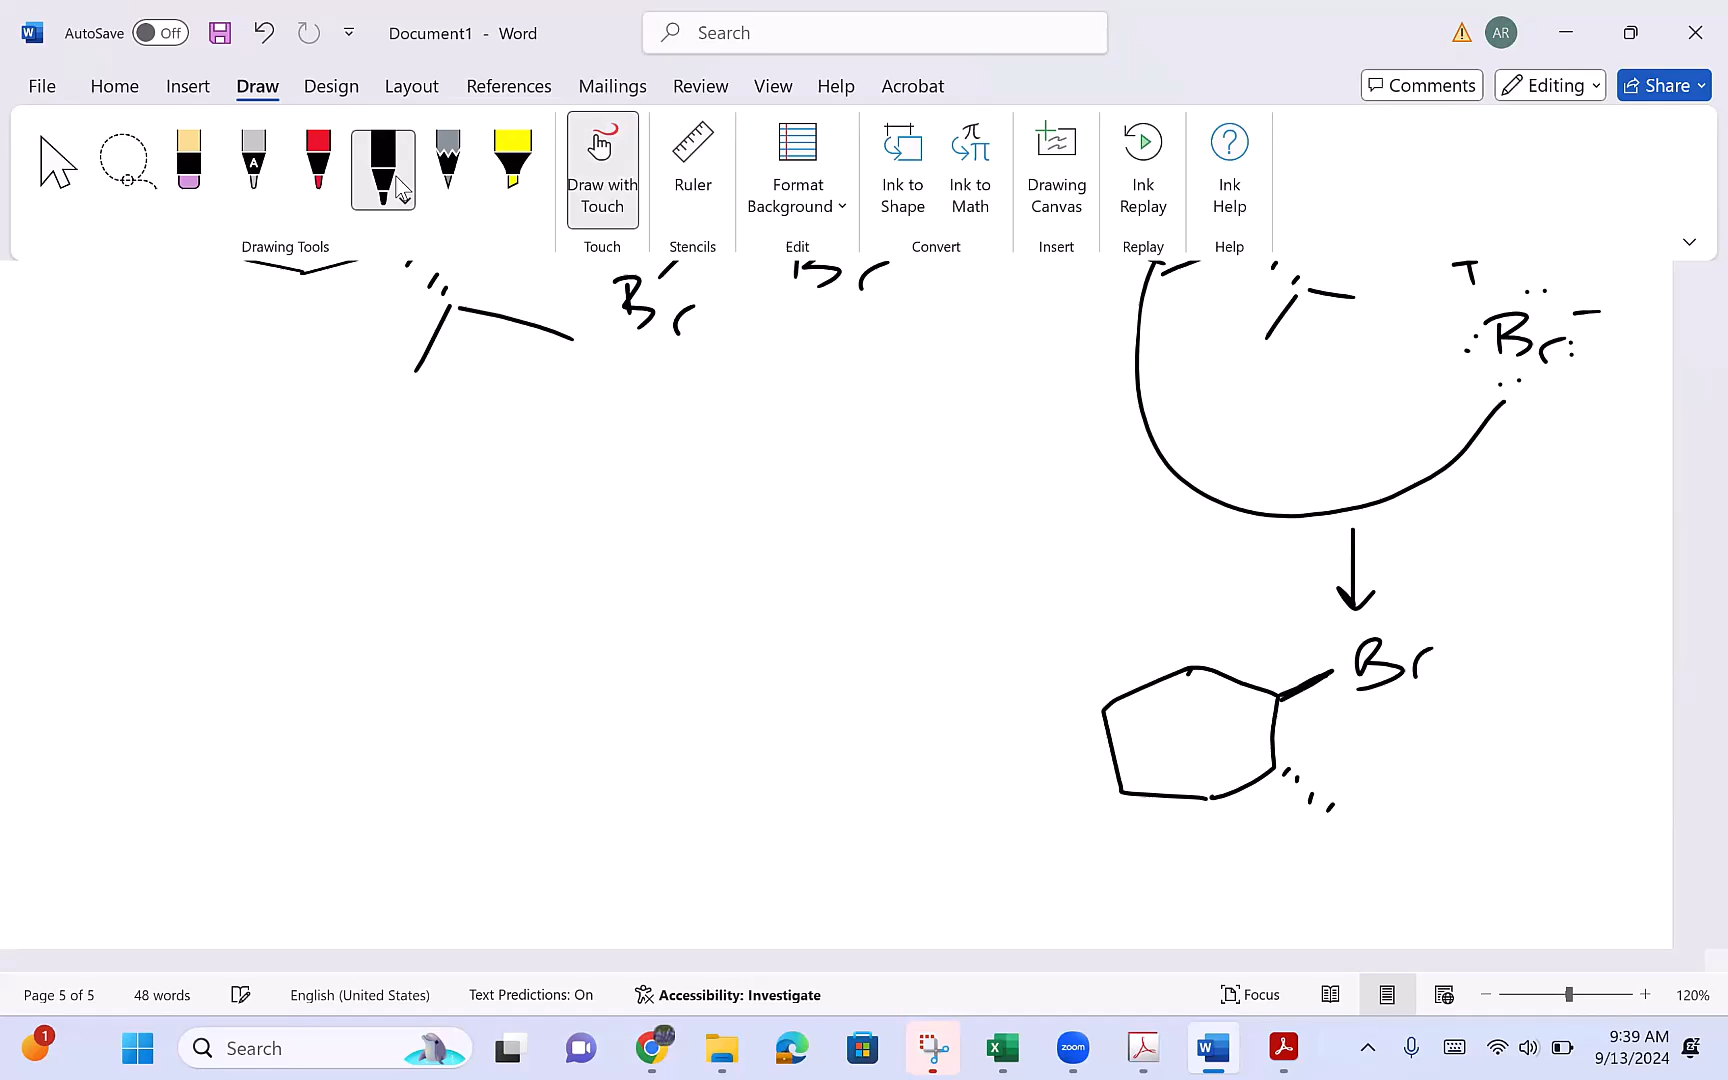 AutoSave Off Document1 - Word Search AR
File Home Insert Draw Design Layout References Mailings Review View Help Acrobat Comments Editing Share
A
Draw with Touch
Ruler
Format Background
Ink to Shape
Ink to Math
π
Drawing Canvas
Ink Replay
Ink Help
Drawing Tools Touch Stencils Edit Convert Insert Replay Help
Br
Br
+
:Br:
−
Br
Page 5 of 5 48 words English (United States) Text Predictions: On Accessibility: Investigate Focus 120%
1 Search zoom 9:39 AM
9/13/2024